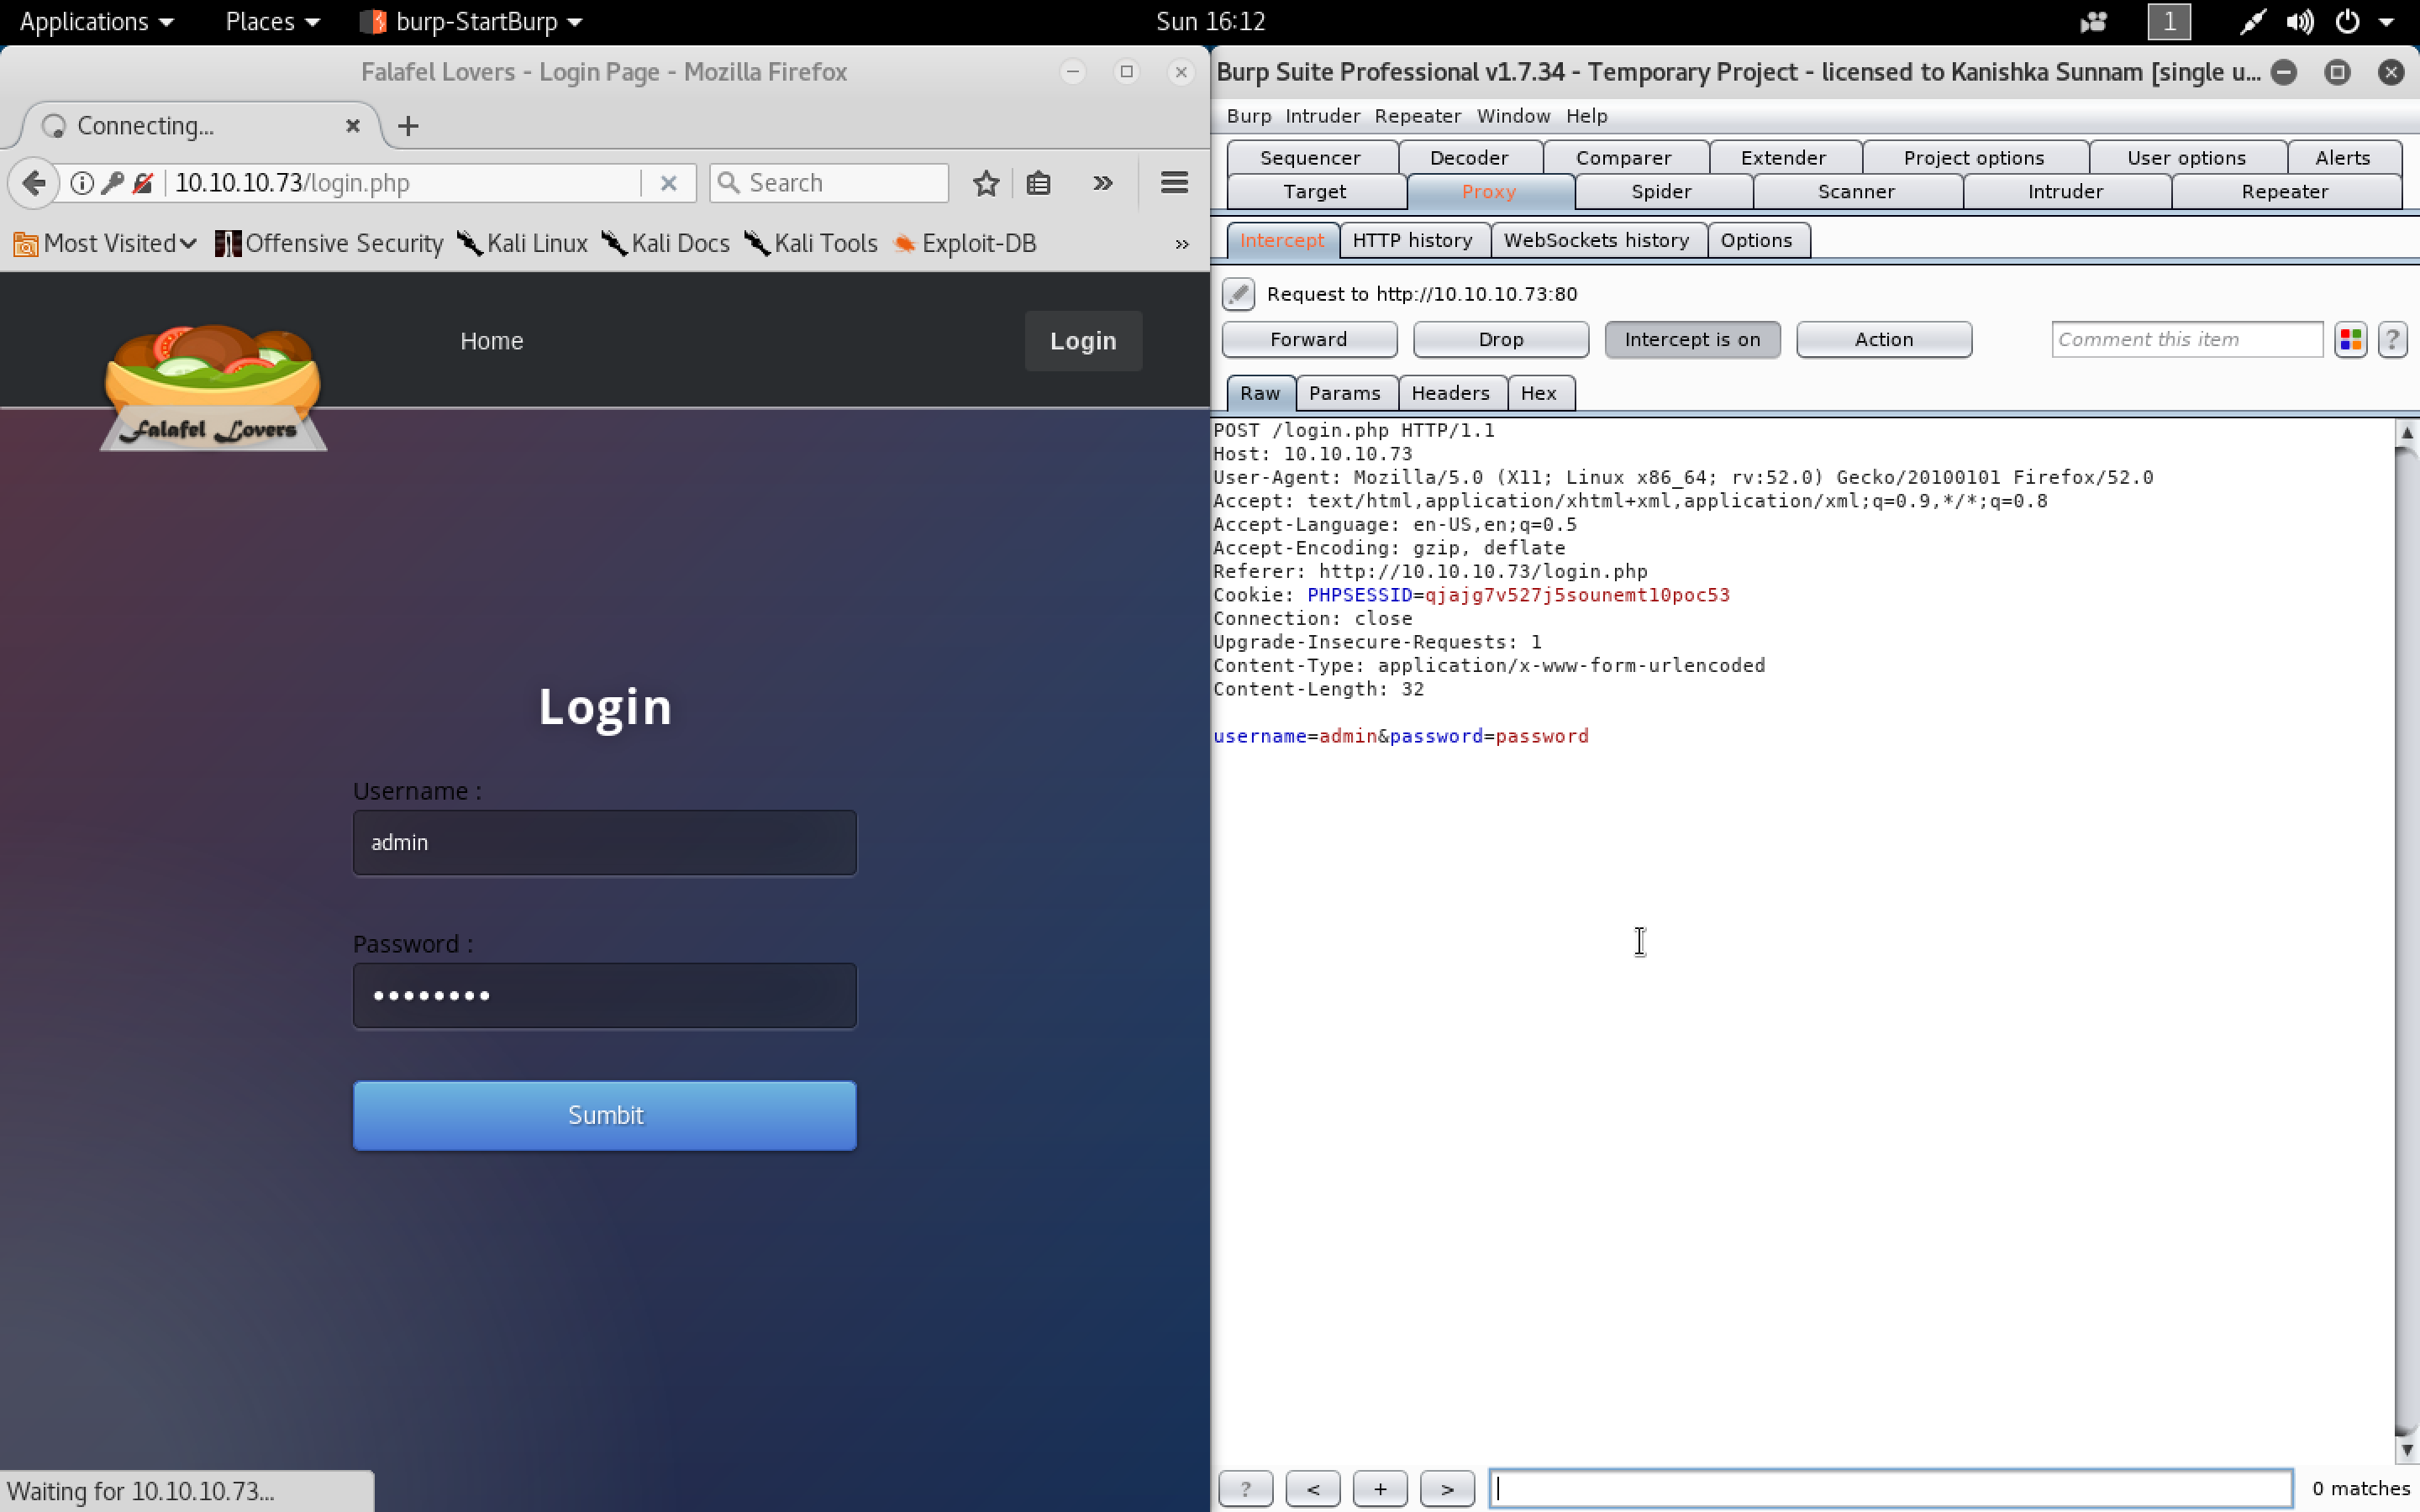 Applications Places burp-StartBurp Sun 16:12 1
Falafel Lovers - Login Page - Mozilla Firefox
Connecting...
10.10.10.73/login.php Search
Most Visited Offensive Security Kali Linux Kali Docs Kali Tools Exploit-DB »
Home Login
Falafel Lovers
Login
Username :
admin
Password :
••••••••
Sumbit
Waiting for 10.10.10.73...
Burp Suite Professional v1.7.34 - Temporary Project - licensed to Kanishka Sunnam [single u...
Burp Intruder Repeater Window Help
Sequencer Decoder Comparer Extender Project options User options Alerts
Target Proxy Spider Scanner Intruder Repeater
Intercept HTTP history WebSockets history Options
Request to http://10.10.10.73:80
Forward Drop Intercept is on Action Comment this item ?
Raw Params Headers Hex
POST /login.php HTTP/1.1
Host: 10.10.10.73
User-Agent: Mozilla/5.0 (X11; Linux x86_64; rv:52.0) Gecko/20100101 Firefox/52.0
Accept: text/html,application/xhtml+xml,application/xml;q=0.9,*/*;q=0.8
Accept-Language: en-US,en;q=0.5
Accept-Encoding: gzip, deflate
Referer: http://10.10.10.73/login.php
Cookie: PHPSESSID=qjajg7v527j5sounemt10poc53
Connection: close
Upgrade-Insecure-Requests: 1
Content-Type: application/x-www-form-urlencoded
Content-Length: 32
username=admin&password=password
? < + > 0 matches